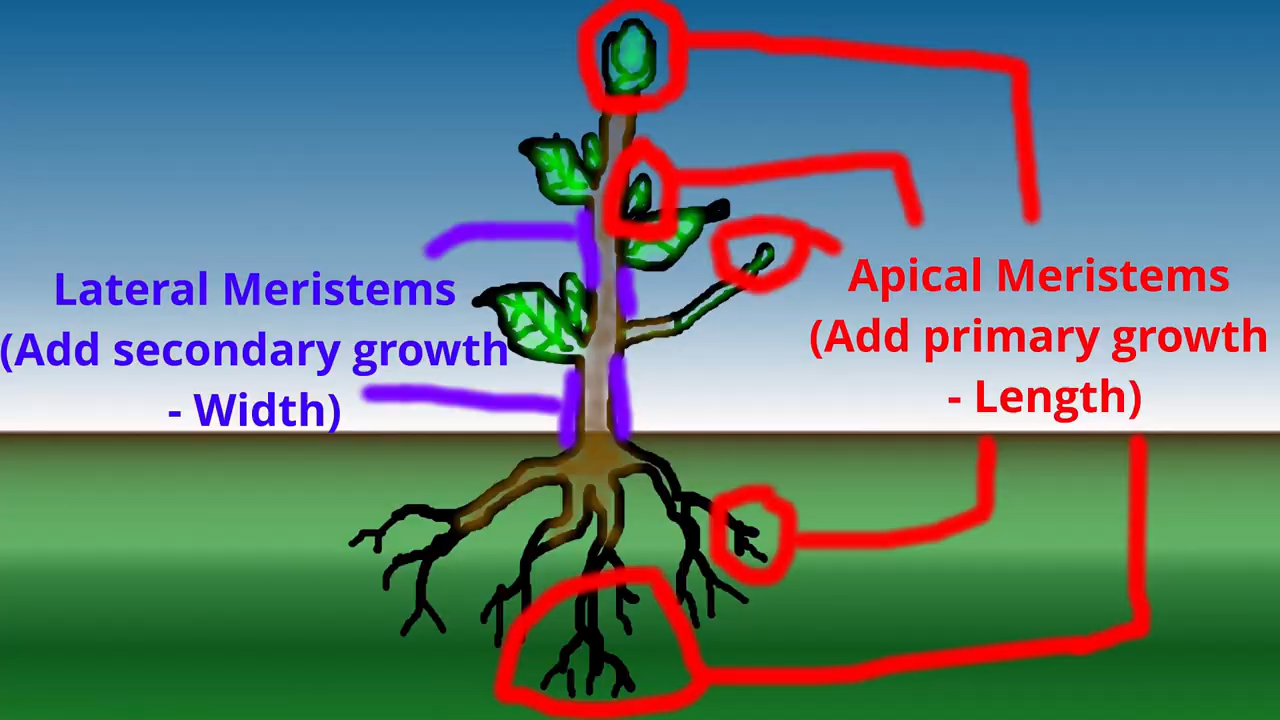 Lateral Meristems
(Add secondary growth
- Width)
Apical Meristems
(Add primary growth
- Length)